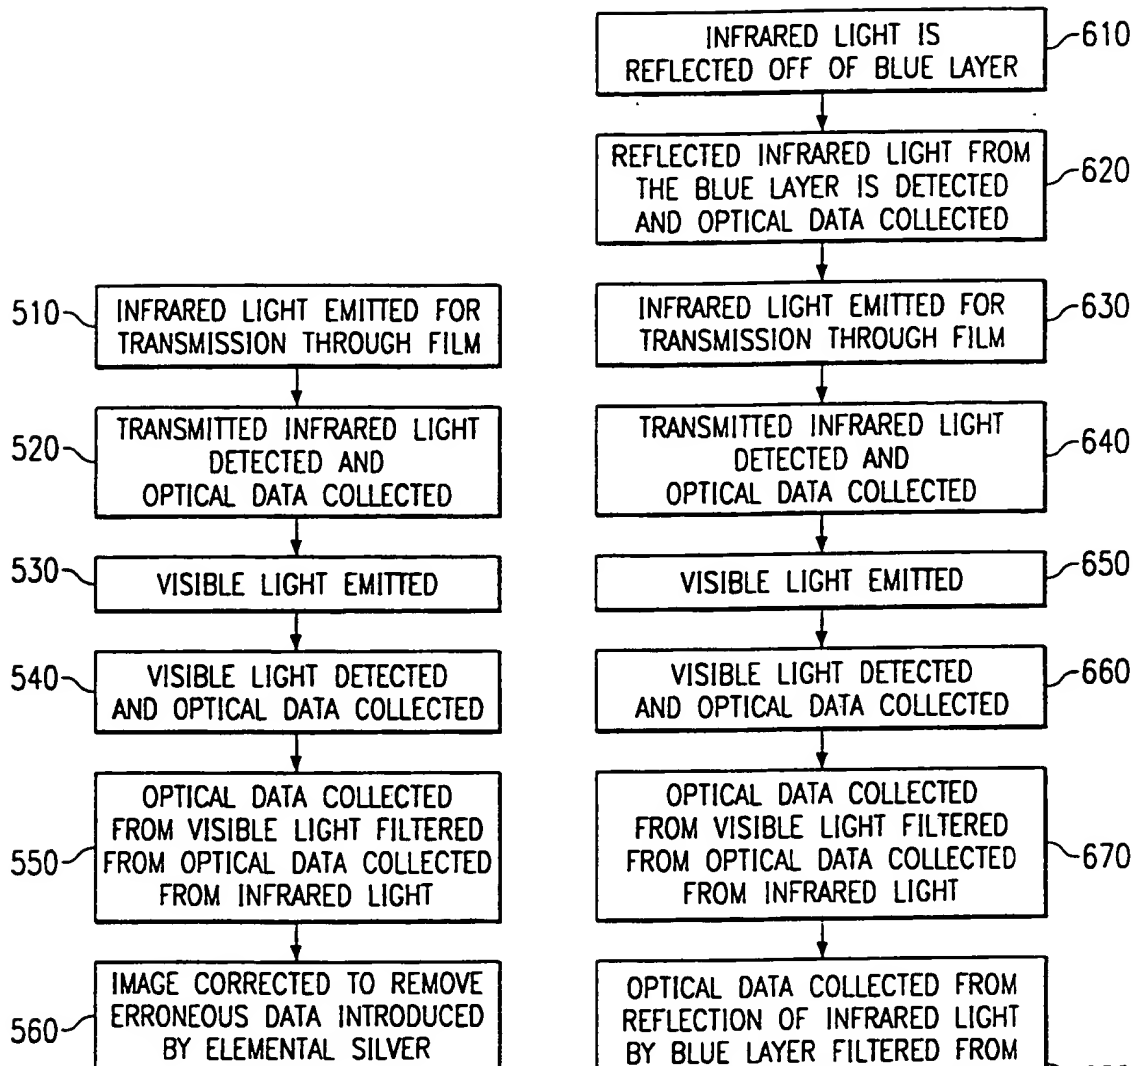 510
INFRARED LIGHT EMITTED FOR
TRANSMISSION THROUGH FILM
520
TRANSMITTED INFRARED LIGHT
DETECTED AND
OPTICAL DATA COLLECTED
530
VISIBLE LIGHT EMITTED
540
VISIBLE LIGHT DETECTED
AND OPTICAL DATA COLLECTED
550
OPTICAL DATA COLLECTED
FROM VISIBLE LIGHT FILTERED
FROM OPTICAL DATA COLLECTED
FROM INFRARED LIGHT
560
IMAGE CORRECTED TO REMOVE
ERRONEOUS DATA INTRODUCED
BY ELEMENTAL SILVER
INFRARED LIGHT IS
REFLECTED OFF OF BLUE LAYER
610
REFLECTED INFRARED LIGHT FROM
THE BLUE LAYER IS DETECTED
AND OPTICAL DATA COLLECTED
620
INFRARED LIGHT EMITTED FOR
TRANSMISSION THROUGH FILM
630
TRANSMITTED INFRARED LIGHT
DETECTED AND
OPTICAL DATA COLLECTED
640
VISIBLE LIGHT EMITTED
650
VISIBLE LIGHT DETECTED
AND OPTICAL DATA COLLECTED
660
OPTICAL DATA COLLECTED
FROM VISIBLE LIGHT FILTERED
FROM OPTICAL DATA COLLECTED
FROM INFRARED LIGHT
670
OPTICAL DATA COLLECTED FROM
REFLECTION OF INFRARED LIGHT
BY BLUE LAYER FILTERED FROM